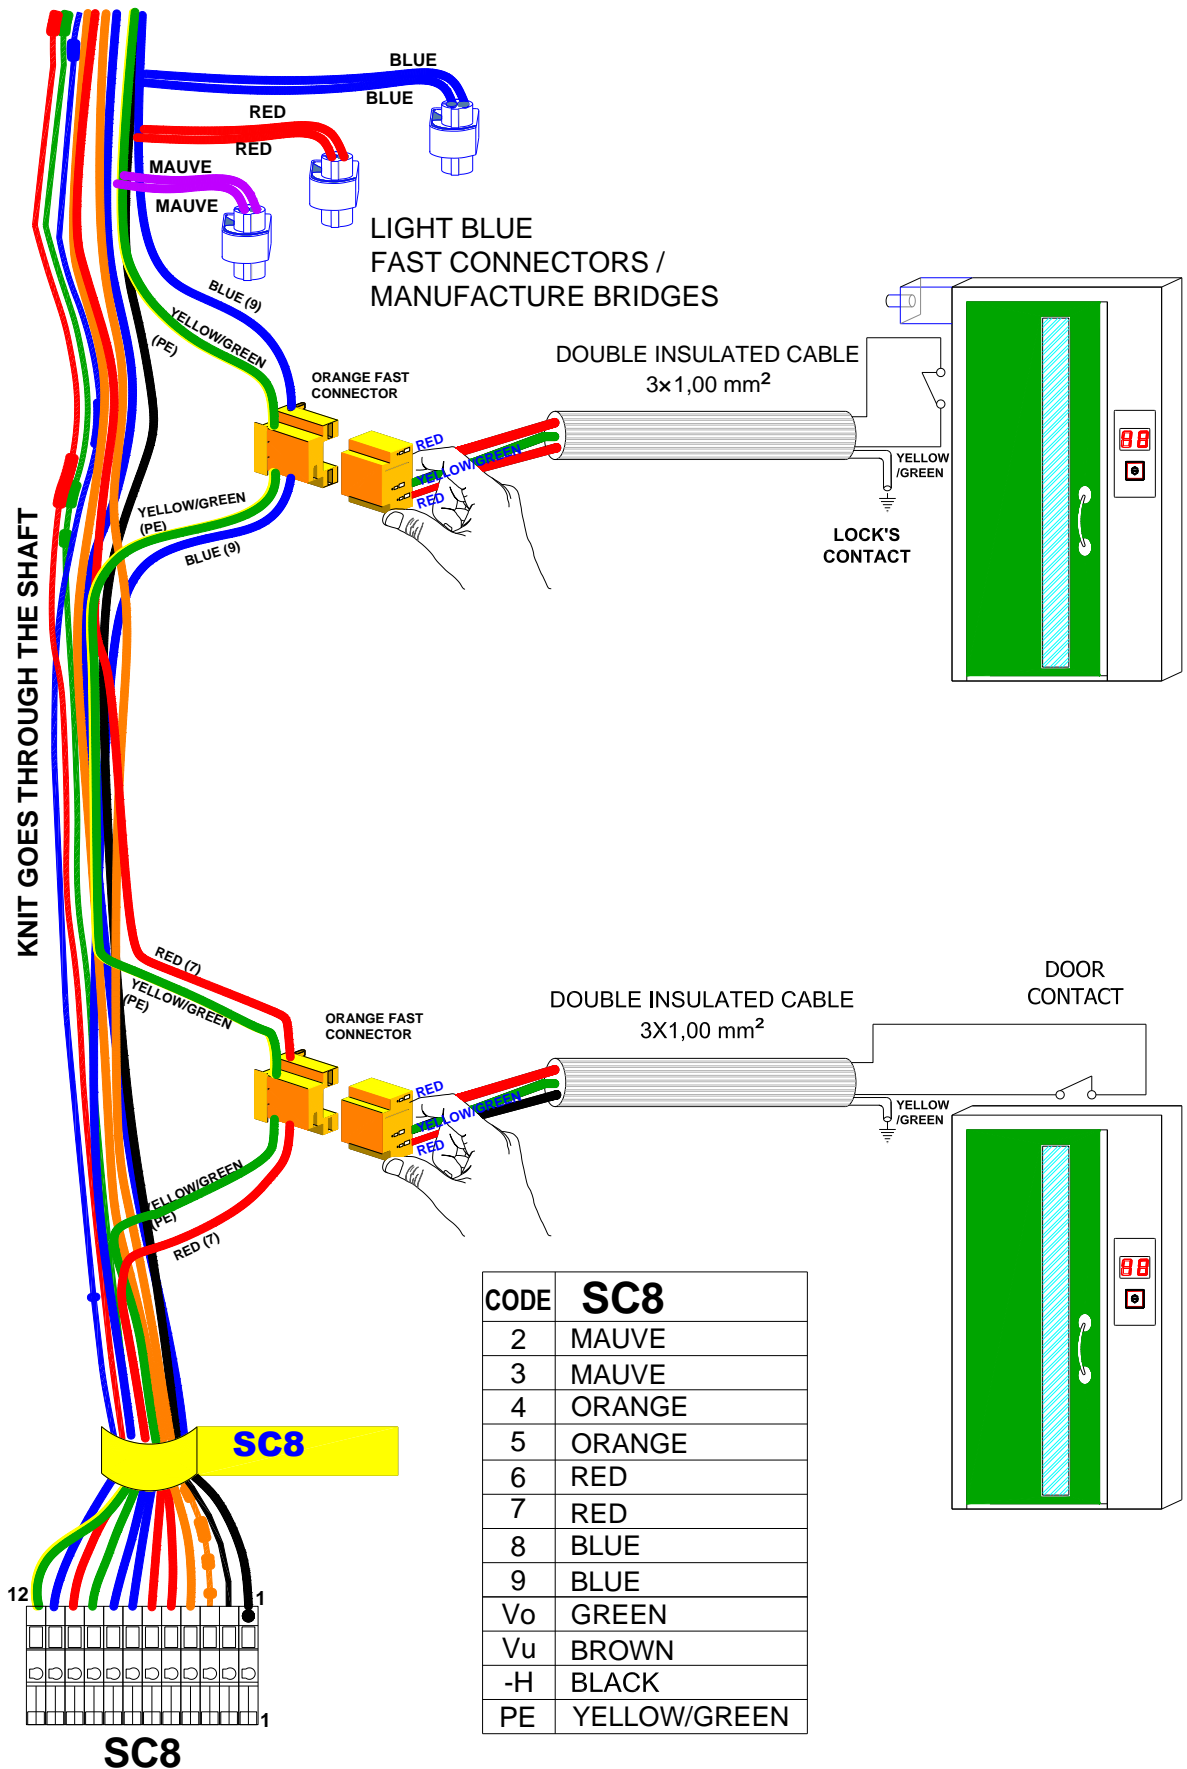 BLUE
BLUE
RED
RED
MAUVE
MAUVE
LIGHT BLUE
FAST CONNECTORS /
MANUFACTURE BRIDGES
BLUE (9)
YELLOW/GREEN
(PE)
ORANGE FAST
CONNECTOR
DOUBLE INSULATED CABLE
3×1,00 mm²
RED
YELLOW/GREEN
RED
YELLOW
/GREEN
LOCK'S
CONTACT
88
YELLOW/GREEN
(PE)
BLUE (9)
KNIT GOES THROUGH THE SHAFT
RED (7)
YELLOW/GREEN
(PE)
ORANGE FAST
CONNECTOR
DOUBLE INSULATED CABLE
3X1,00 mm²
DOOR
CONTACT
RED
YELLOW/GREEN
RED
YELLOW
/GREEN
88
YELLOW/GREEN
(PE)
RED (7)
CODE SC8
2 MAUVE
3 MAUVE
4 ORANGE
5 ORANGE
6 RED
7 RED
8 BLUE
9 BLUE
Vo GREEN
Vu BROWN
-H BLACK
PE YELLOW/GREEN
SC8
12
1
1
SC8